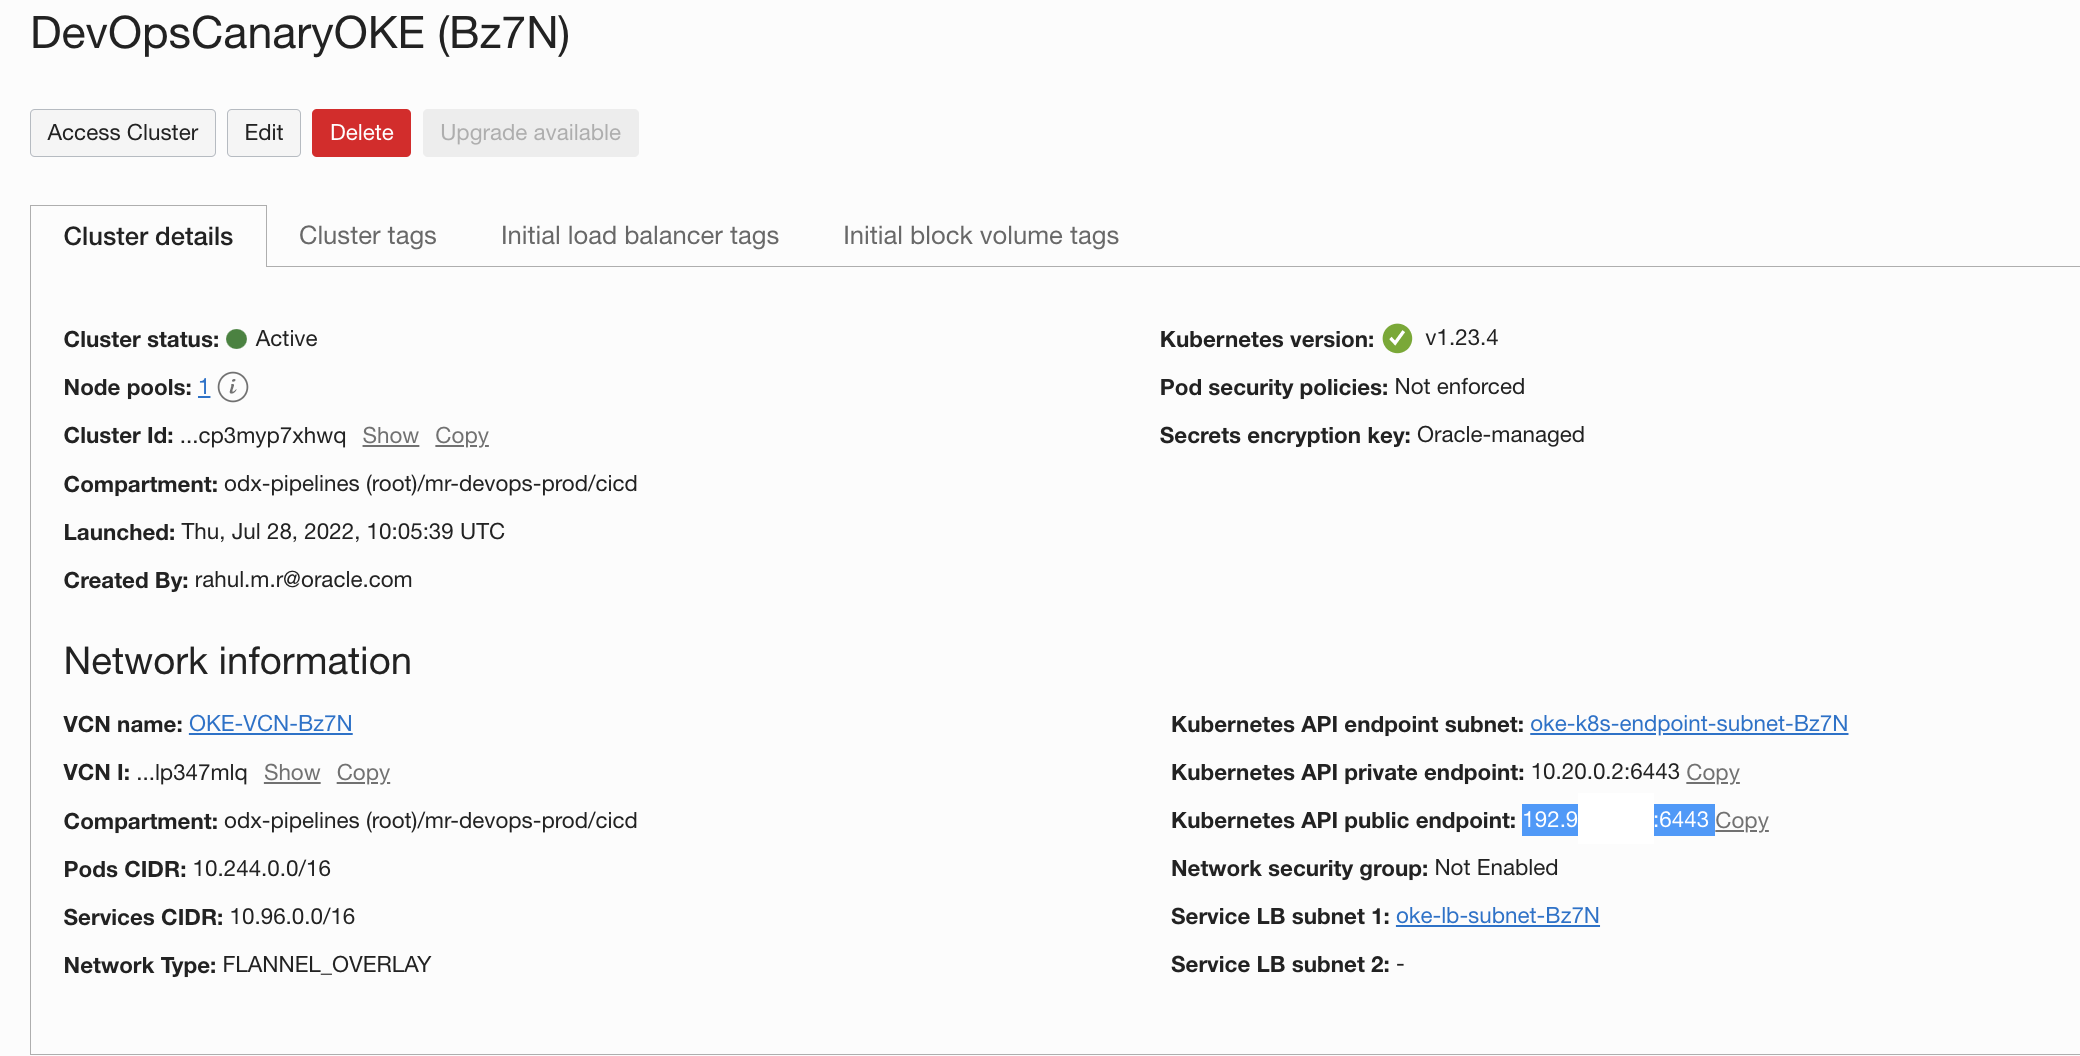 DevOpsCanaryOKE (Bz7N)
Access Cluster Edit Delete Upgrade available
Cluster details Cluster tags Initial load balancer tags Initial block volume tags
Cluster status: Active
Node pools: 1 i
Cluster Id: ...cp3myp7xhwq Show Copy
Compartment: odx-pipelines (root)/mr-devops-prod/cicd
Launched: Thu, Jul 28, 2022, 10:05:39 UTC
Created By: rahul.m.r@oracle.com
Kubernetes version: v1.23.4
Pod security policies: Not enforced
Secrets encryption key: Oracle-managed
Network information
VCN name: OKE-VCN-Bz7N
VCN I: ...lp347mlq Show Copy
Compartment: odx-pipelines (root)/mr-devops-prod/cicd
Pods CIDR: 10.244.0.0/16
Services CIDR: 10.96.0.0/16
Network Type: FLANNEL_OVERLAY
Kubernetes API endpoint subnet: oke-k8s-endpoint-subnet-Bz7N
Kubernetes API private endpoint: 10.20.0.2:6443 Copy
Kubernetes API public endpoint: 192.9 :6443 Copy
Network security group: Not Enabled
Service LB subnet 1: oke-lb-subnet-Bz7N
Service LB subnet 2: -